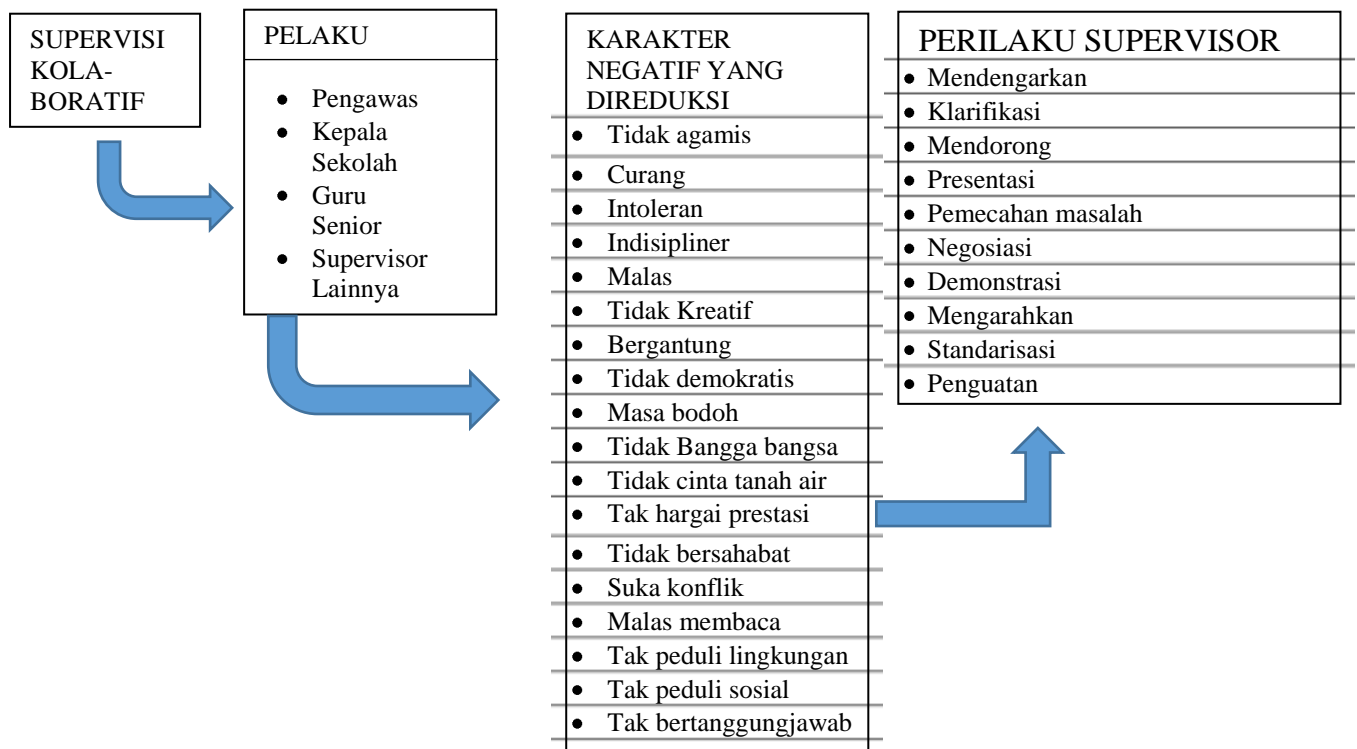 SUPERVISI
KOLA-
BORATIF
PELAKU
• Pengawas
• Kepala
Sekolah
• Guru
Senior
• Supervisor
Lainnya
KARAKTER
NEGATIF YANG
DIREDUKSI
• Tidak agamis
• Curang
• Intoleran
• Indisipliner
• Malas
• Tidak Kreatif
• Bergantung
• Tidak demokratis
• Masa bodoh
• Tidak Bangga bangsa
• Tidak cinta tanah air
• Tak hargai prestasi
• Tidak bersahabat
• Suka konflik
• Malas membaca
• Tak peduli lingkungan
• Tak peduli sosial
• Tak bertanggungjawab
PERILAKU SUPERVISOR
• Mendengarkan
• Klarifikasi
• Mendorong
• Presentasi
• Pemecahan masalah
• Negosiasi
• Demonstrasi
• Mengarahkan
• Standarisasi
• Penguatan